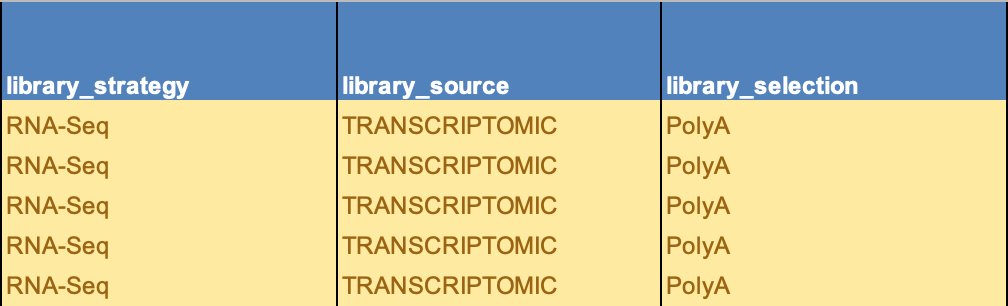 library_strategy library_source library_selection
RNA-Seq TRANSCRIPTOMIC PolyA
RNA-Seq TRANSCRIPTOMIC PolyA
RNA-Seq TRANSCRIPTOMIC PolyA
RNA-Seq TRANSCRIPTOMIC PolyA
RNA-Seq TRANSCRIPTOMIC PolyA